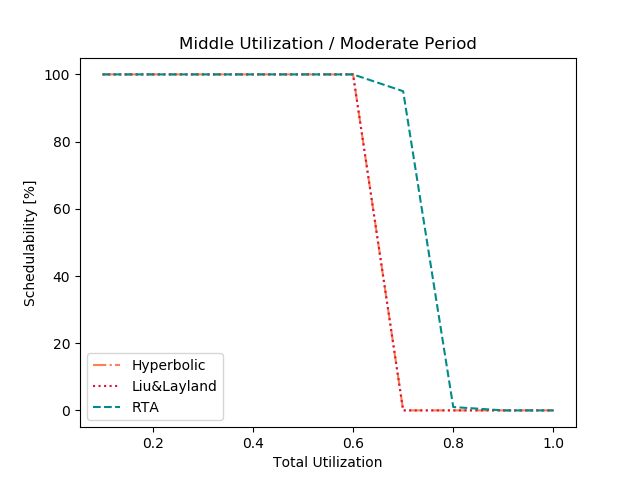 Middle Utilization / Moderate Period
Schedulability [%]
100
80
60
40
20
0
Hyperbolic
Liu&Layland
RTA
0.2
0.4
0.6
0.8
1.0
Total Utilization